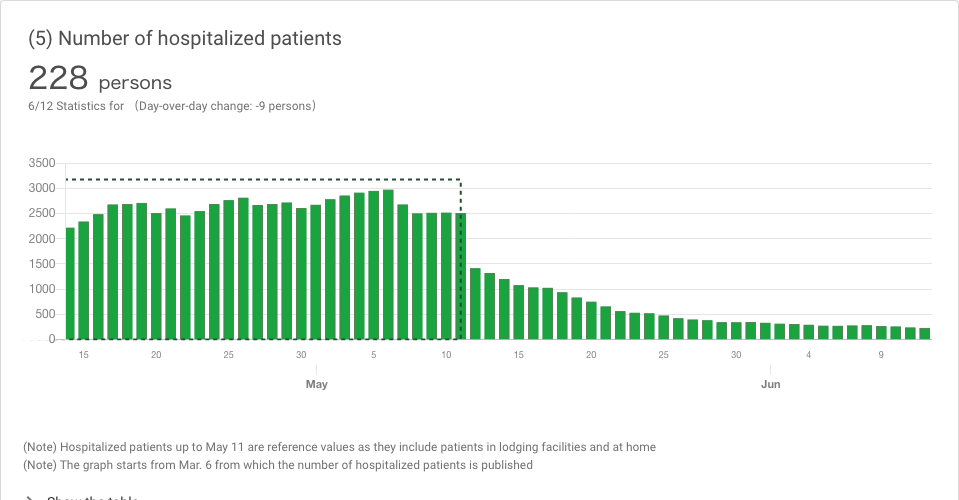 (5) Number of hospitalized patients
228 persons
6/12 Statistics for （Day-over-day change: -9 persons）
3500
3000
2500
2000
1500
1000
500
0
15 20 25 30 5 10 15 20 25 30 4 9
May Jun
(Note) Hospitalized patients up to May 11 are reference values as they include patients in lodging facilities and at home
(Note) The graph starts from Mar. 6 from which the number of hospitalized patients is published
Show the table